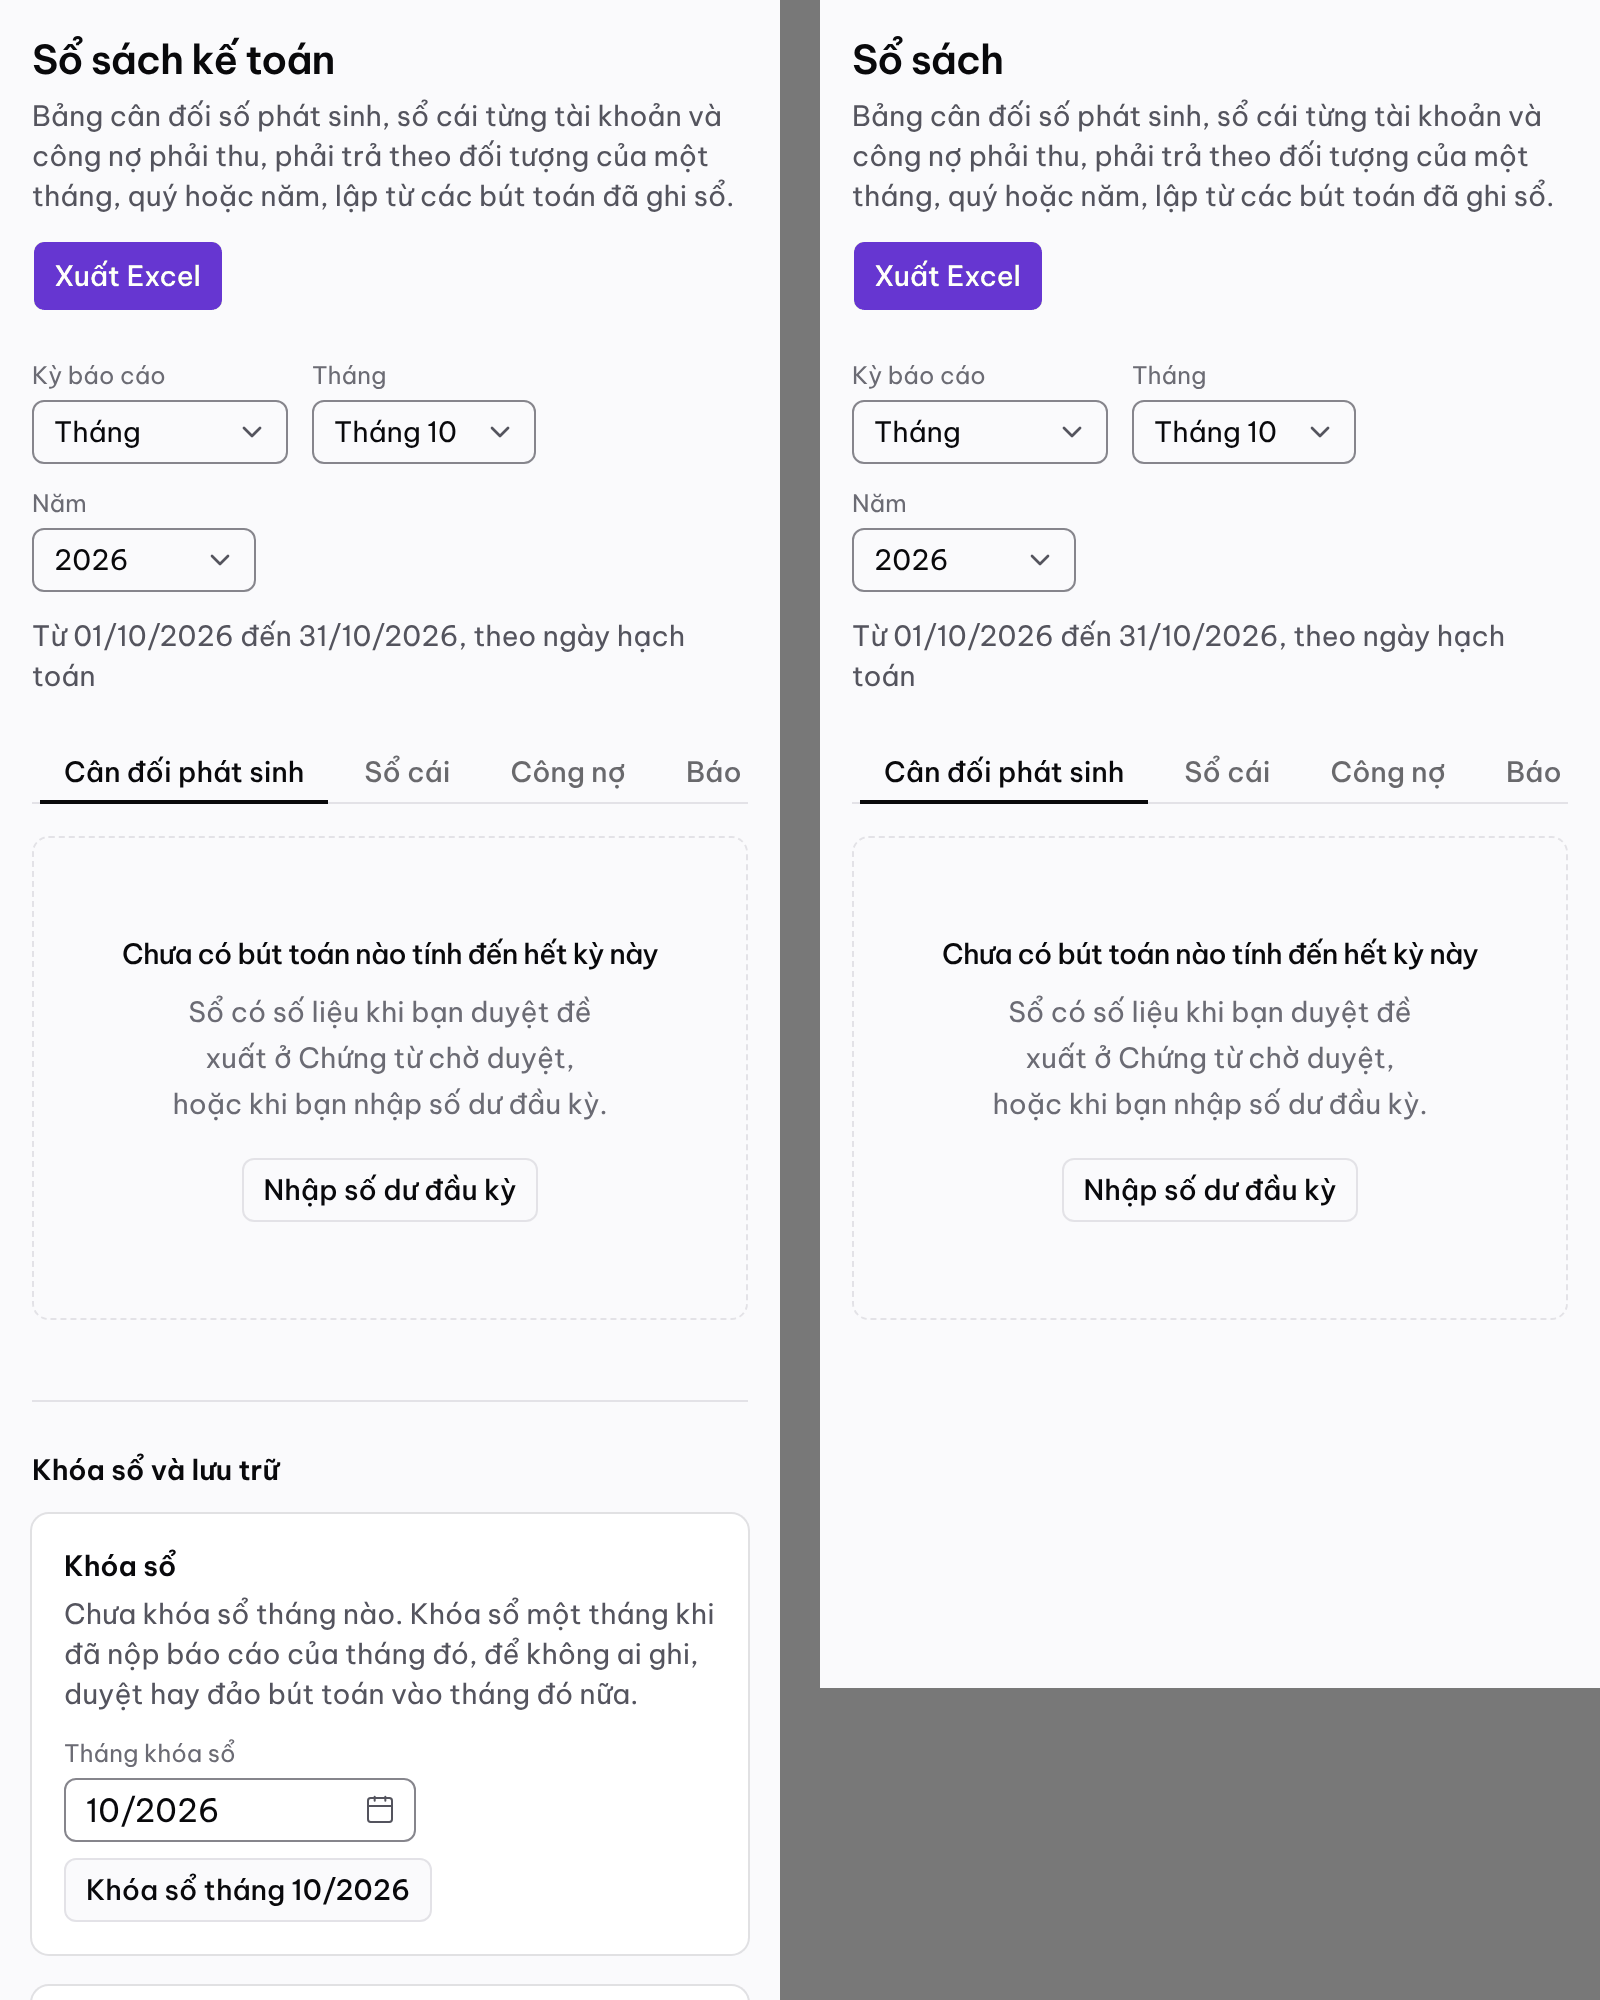 Sổ sách kế toán
Bảng cân đối số phát sinh, sổ cái từng tài khoản và
công nợ phải thu, phải trả theo đối tượng của một
tháng, quý hoặc năm, lập từ các bút toán đã ghi sổ.
Xuất Excel
Kỳ báo cáo
Tháng
Tháng
Tháng 10
Năm
2026
Từ 01/10/2026 đến 31/10/2026, theo ngày hạch
toán
Cân đối phát sinh
Sổ cái
Công nợ
Báo
Chưa có bút toán nào tính đến hết kỳ này
Sổ có số liệu khi bạn duyệt đề
xuất ở Chứng từ chờ duyệt,
hoặc khi bạn nhập số dư đầu kỳ.
Nhập số dư đầu kỳ
Khóa sổ và lưu trữ
Khóa sổ
Chưa khóa sổ tháng nào. Khóa sổ một tháng khi
đã nộp báo cáo của tháng đó, để không ai ghi,
duyệt hay đảo bút toán vào tháng đó nữa.
Tháng khóa sổ
10/2026
Khóa sổ tháng 10/2026
Sổ sách
Bảng cân đối số phát sinh, sổ cái từng tài khoản và
công nợ phải thu, phải trả theo đối tượng của một
tháng, quý hoặc năm, lập từ các bút toán đã ghi sổ.
Xuất Excel
Kỳ báo cáo
Tháng
Tháng
Tháng 10
Năm
2026
Từ 01/10/2026 đến 31/10/2026, theo ngày hạch
toán
Cân đối phát sinh
Sổ cái
Công nợ
Báo
Chưa có bút toán nào tính đến hết kỳ này
Sổ có số liệu khi bạn duyệt đề
xuất ở Chứng từ chờ duyệt,
hoặc khi bạn nhập số dư đầu kỳ.
Nhập số dư đầu kỳ